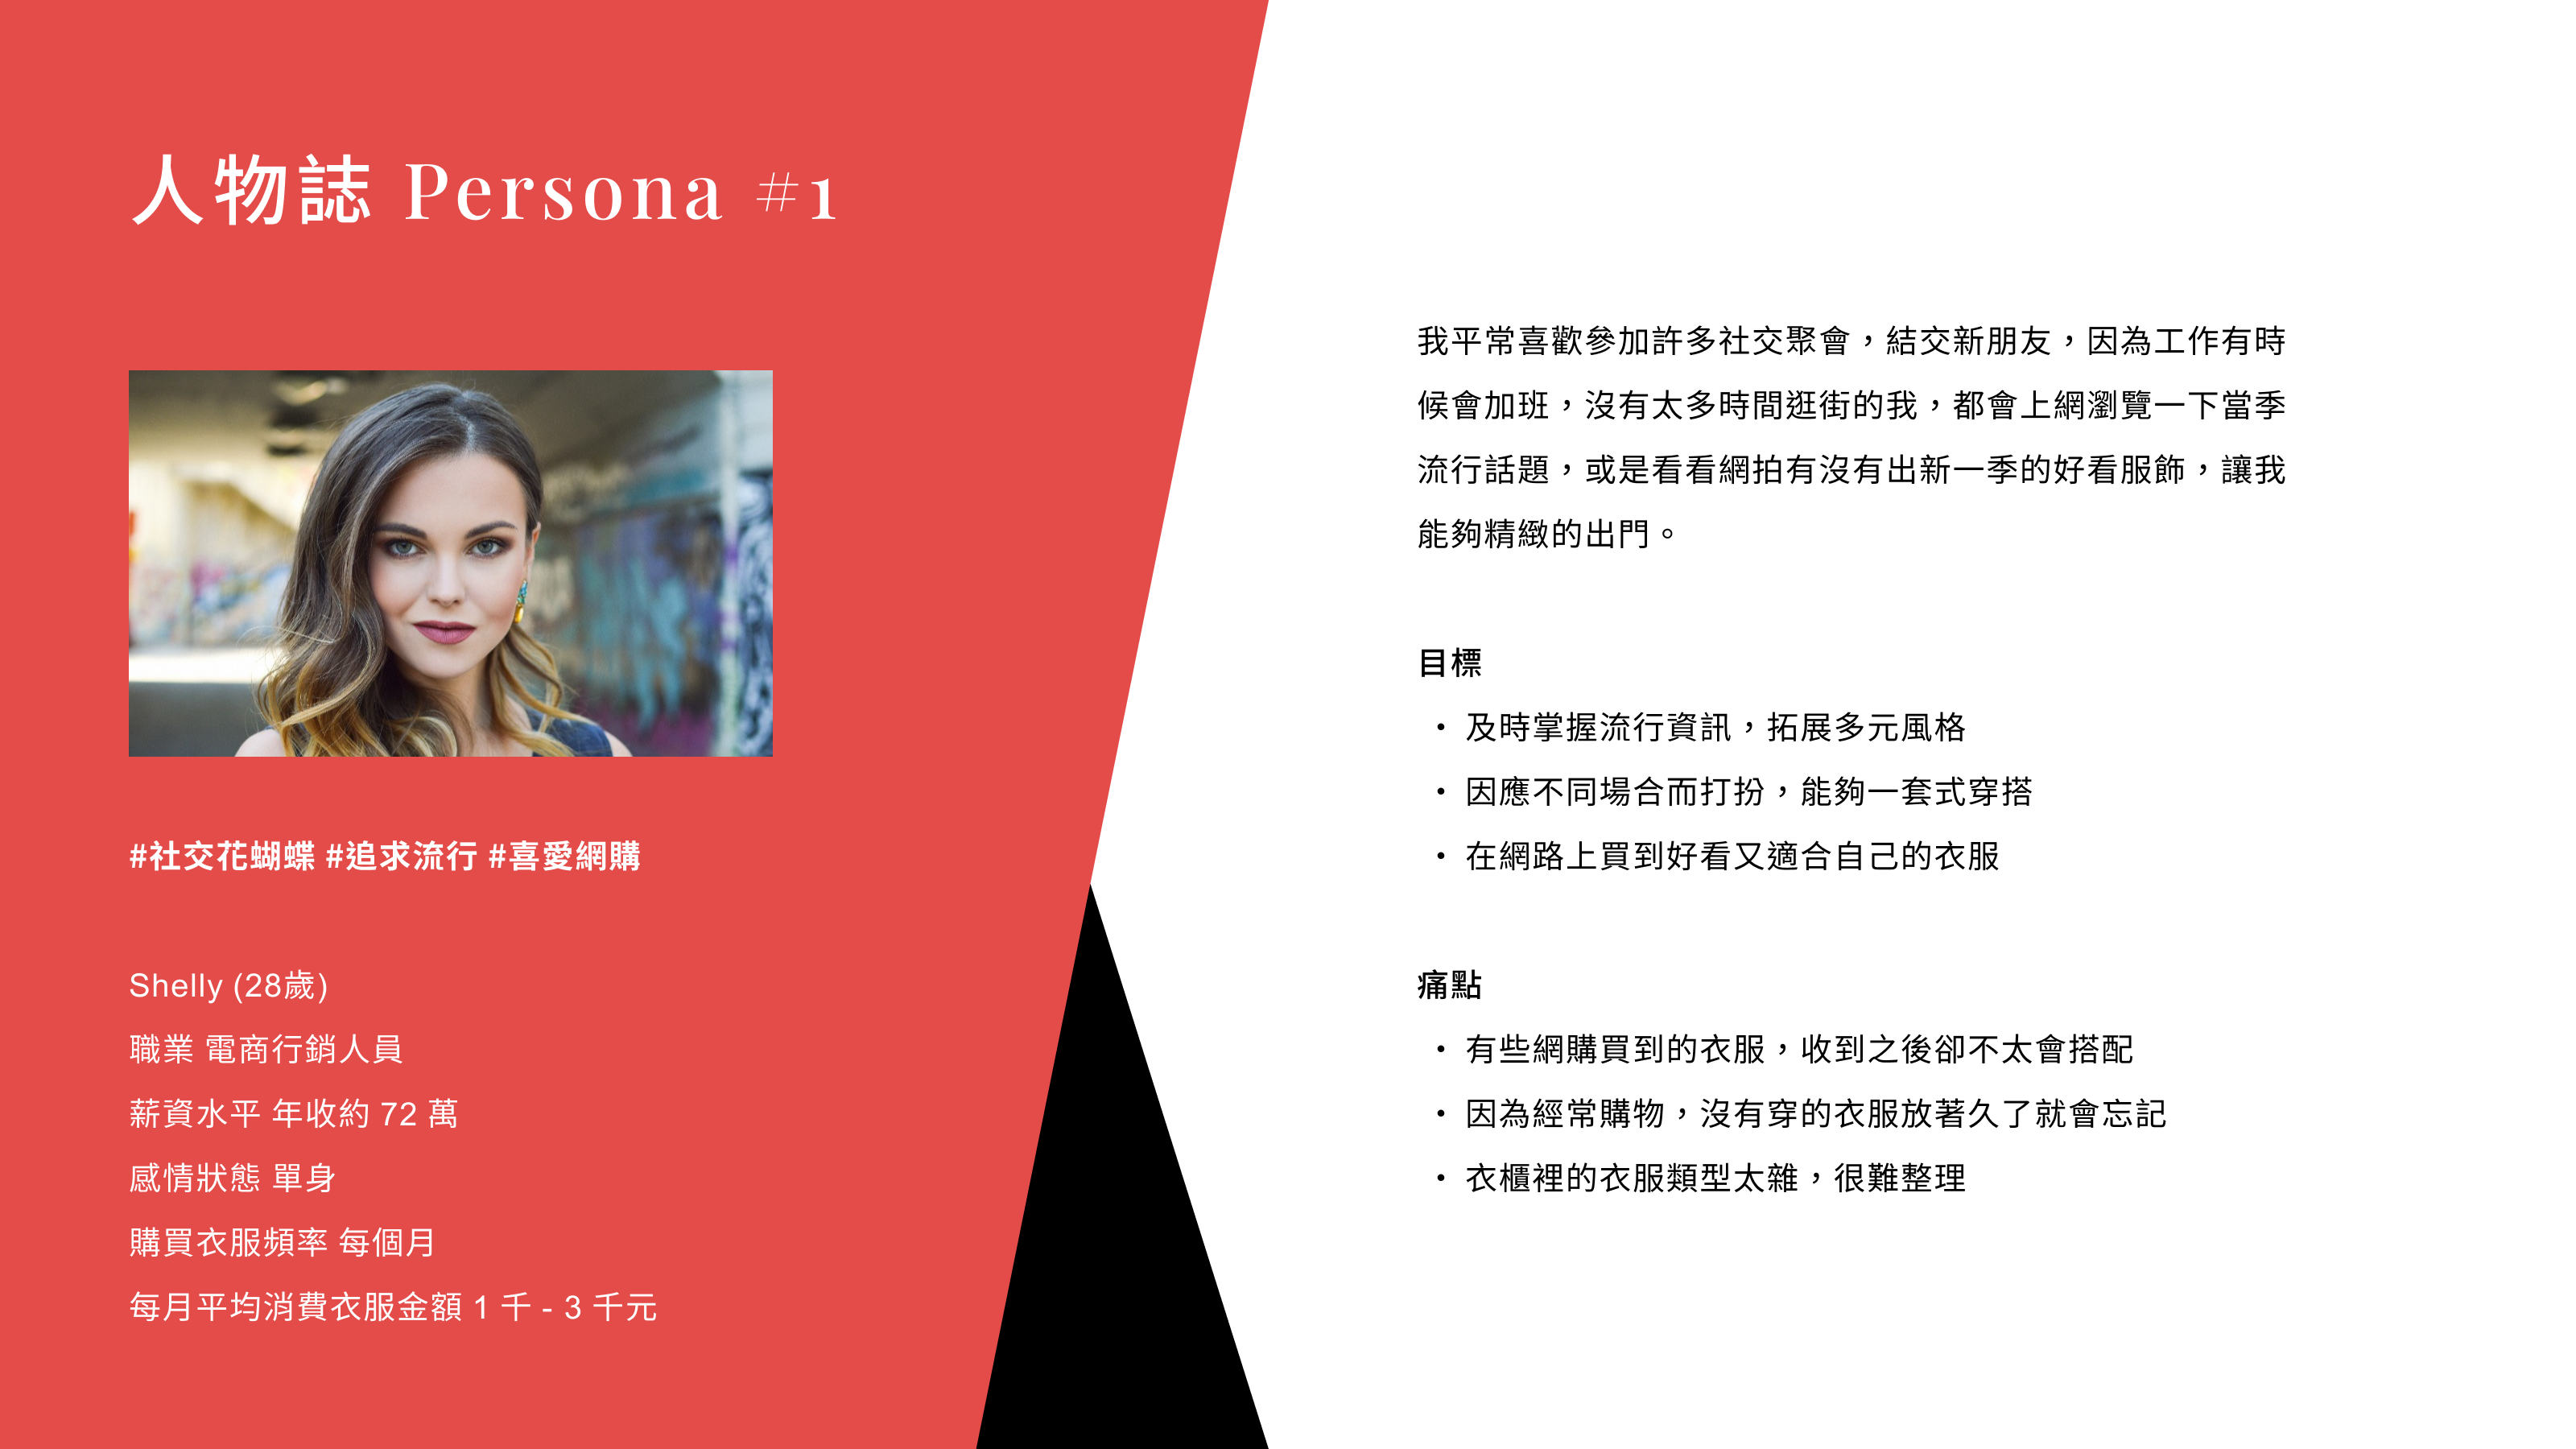 人物誌 Persona #1
#社交花蝴蝶 #追求流行 #喜愛網購
Shelly (28歲)
職業 電商行銷人員
薪資水平 年收約 72 萬
感情狀態 單身
購買衣服頻率 每個月
每月平均消費衣服金額 1 千 - 3 千元
我平常喜歡參加許多社交聚會，結交新朋友，因為工作有時
候會加班，沒有太多時間逛街的我，都會上網瀏覽一下當季
流行話題，或是看看網拍有沒有出新一季的好看服飾，讓我
能夠精緻的出門。
目標
・及時掌握流行資訊，拓展多元風格
・因應不同場合而打扮，能夠一套式穿搭
・在網路上買到好看又適合自己的衣服
痛點
・有些網購買到的衣服，收到之後卻不太會搭配
・因為經常購物，沒有穿的衣服放著久了就會忘記
・衣櫃裡的衣服類型太雜，很難整理